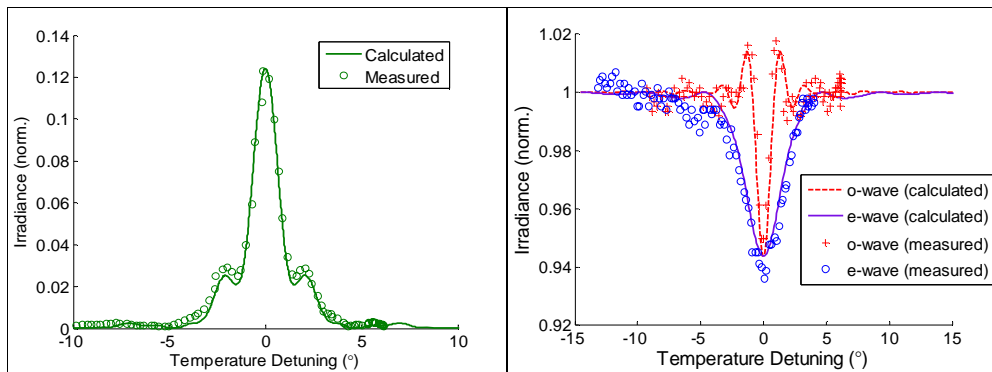 0.14
0.12
0.1
0.08
0.06
0.04
0.02
0
-10
-5
0
5
10
Irradiance (norm.)
Temperature Detuning (°)
Calculated
Measured
1.02
1
0.98
0.96
0.94
0.92
-15
-10
-5
0
5
10
15
Irradiance (norm.)
Temperature Detuning (°)
o-wave (calculated)
e-wave (calculated)
o-wave (measured)
e-wave (measured)